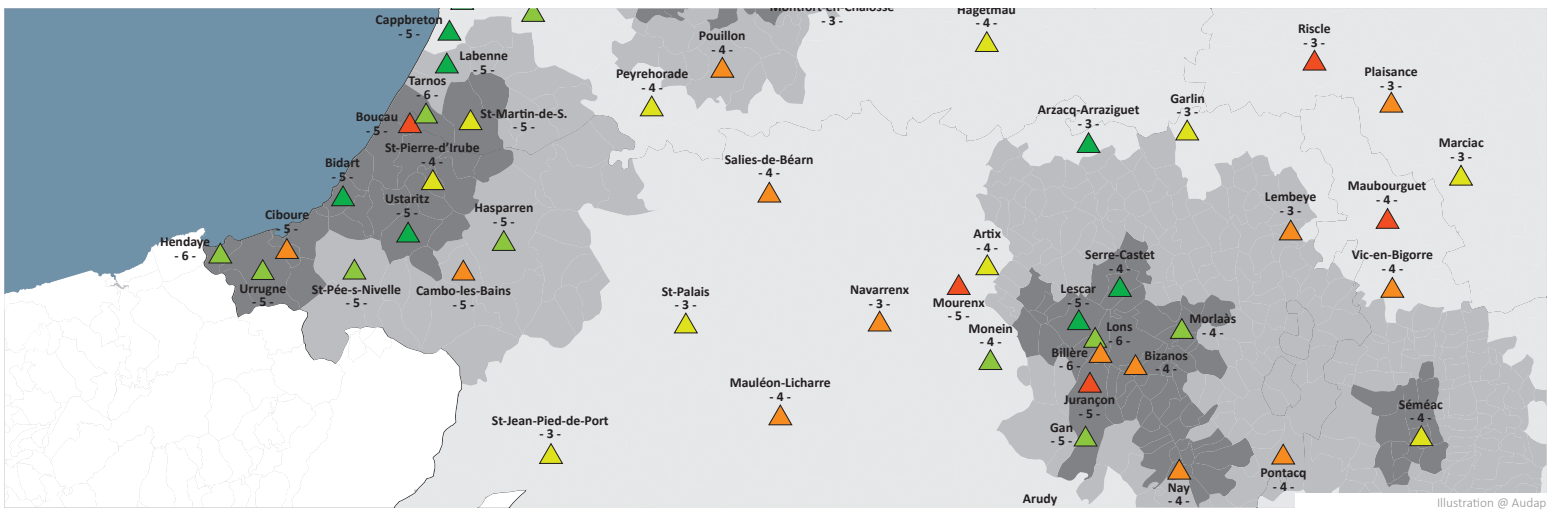 Montfort-en-Chalosse
- 3 -
Hagetmau
- 4 -
Cappbreton
- 5 -
Riscle
- 3 -
Pouillon
- 4 -
Labenne
- 5 -
Peyrehorade
- 4 -
Plaisance
- 3 -
Tarnos
- 6 -
Boucau
- 5 -
St-Martin-de-S.
- 5 -
Arzacq-Arraziguet
- 3 -
Garlin
- 3 -
St-Pierre-d'Irube
- 4 -
Marciac
- 3 -
Bidart
- 5 -
Salies-de-Béarn
- 4 -
Maubourguet
- 4 -
Ustaritz
- 5 -
Lembeye
- 3 -
Hasparren
- 5 -
Ciboure
- 5 -
Hendaye
- 6 -
Artix
- 4 -
Serre-Castet
- 4 -
Vic-en-Bigorre
- 4 -
Urrugne
- 5 -
St-Pée-s-Nivelle
- 5 -
Cambo-les-Bains
- 5 -
St-Palais
- 3 -
Navarrenx
- 3 -
Mourenx
- 5 -
Lescar
- 5 -
Monein
- 4 -
Lons
- 6 -
Morlaàs
- 4 -
Billère
- 6 -
Bizanos
- 4 -
Mauléon-Licharre
- 4 -
Jurançon
- 5 -
Séméac
- 4 -
St-Jean-Pied-de-Port
- 3 -
Gan
- 5 -
Pontacq
- 4 -
Nay
- 4 -
Arudy
Illustration @ Audap